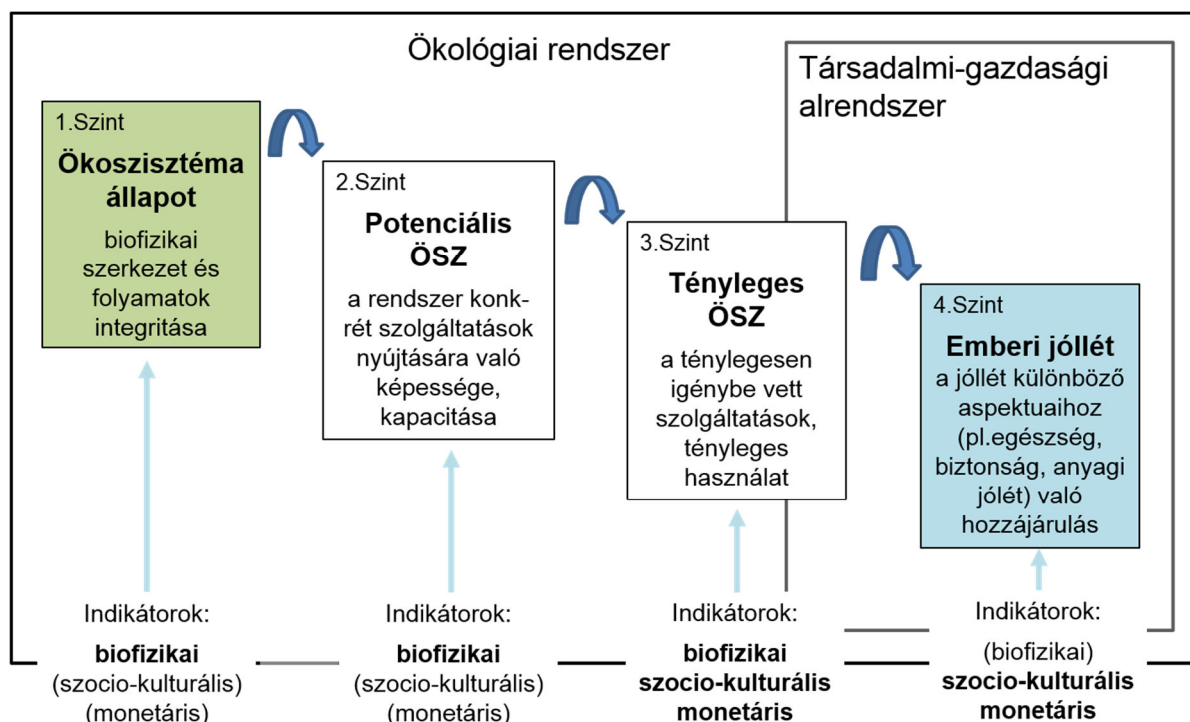 Ökológiai rendszer
Társadalmi-gazdasági
alrendszer
1.Szint
Ökoszisztéma
állapot
biofizikai
szerkezet és
folyamatok
integritása
2.Szint
Potenciális
ÖSZ
a rendszer konk-
rét szolgáltatások
nyújtására való
képessége,
kapacitása
3.Szint
Tényleges
ÖSZ
a ténylegesen
igénybe vett
szolgáltatások,
tényleges
használat
4.Szint
Emberi jóllét
a jóllét különböző
aspektuaihoz
(pl.egészség,
biztonság, anyagi
jólét) való
hozzájárulás
Indikátorok:
biofizikai
(szocio-kulturális)
(monetáris)
Indikátorok:
biofizikai
(szocio-kulturális)
(monetáris)
Indikátorok:
biofizikai
szocio-kulturális
monetáris
Indikátorok:
(biofizikai)
szocio-kulturális
monetáris